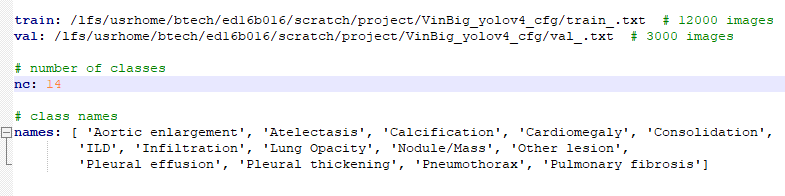 train: /lfs/usrhome/btech/ed16b016/scratch/project/VinBig_yolov4_cfg/train_.txt  # 12000 images
val: /lfs/usrhome/btech/ed16b016/scratch/project/VinBig_yolov4_cfg/val_.txt  # 3000 images
# number of classes
nc: 14
# class names
names: [ 'Aortic enlargement', 'Atelectasis', 'Calcification', 'Cardiomegaly', 'Consolidation',
'ILD', 'Infiltration', 'Lung Opacity', 'Nodule/Mass', 'Other lesion',
'Pleural effusion', 'Pleural thickening', 'Pneumothorax', 'Pulmonary fibrosis']